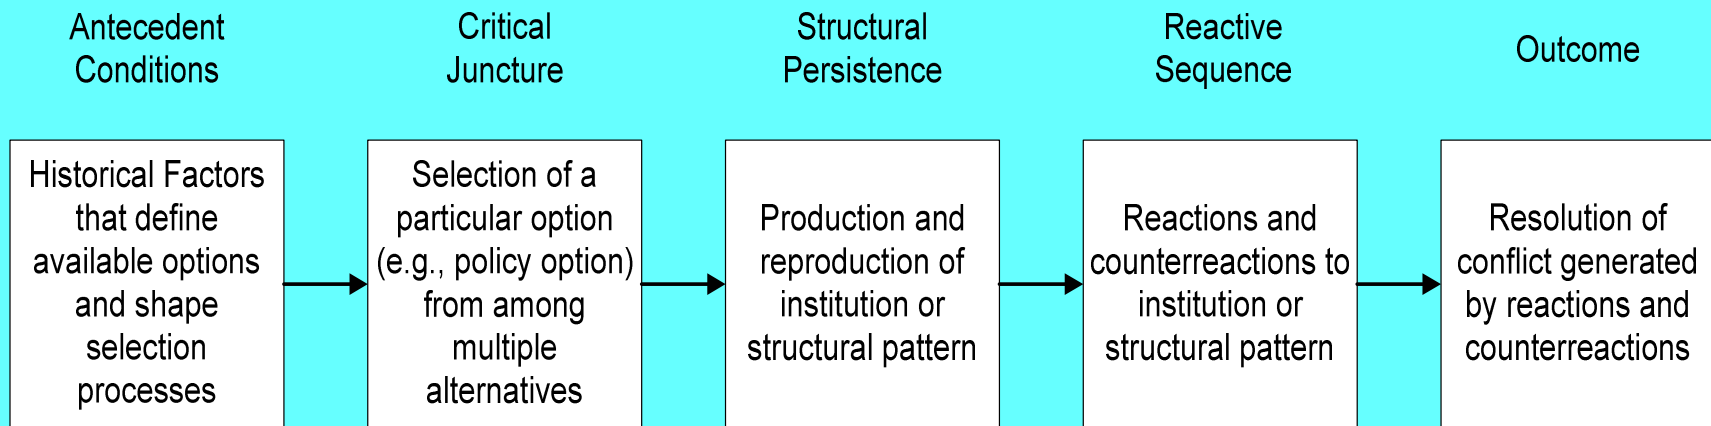 Antecedent
Conditions
Critical
Juncture
Structural
Persistence
Reactive
Sequence
Outcome
Historical Factors
that define
available options
and shape
selection
processes
Selection of a
particular option
(e.g., policy option)
from among
multiple
alternatives
Production and
reproduction of
institution or
structural pattern
Reactions and
counterreactions to
institution or
structural pattern
Resolution of
conflict generated
by reactions and
counterreactions